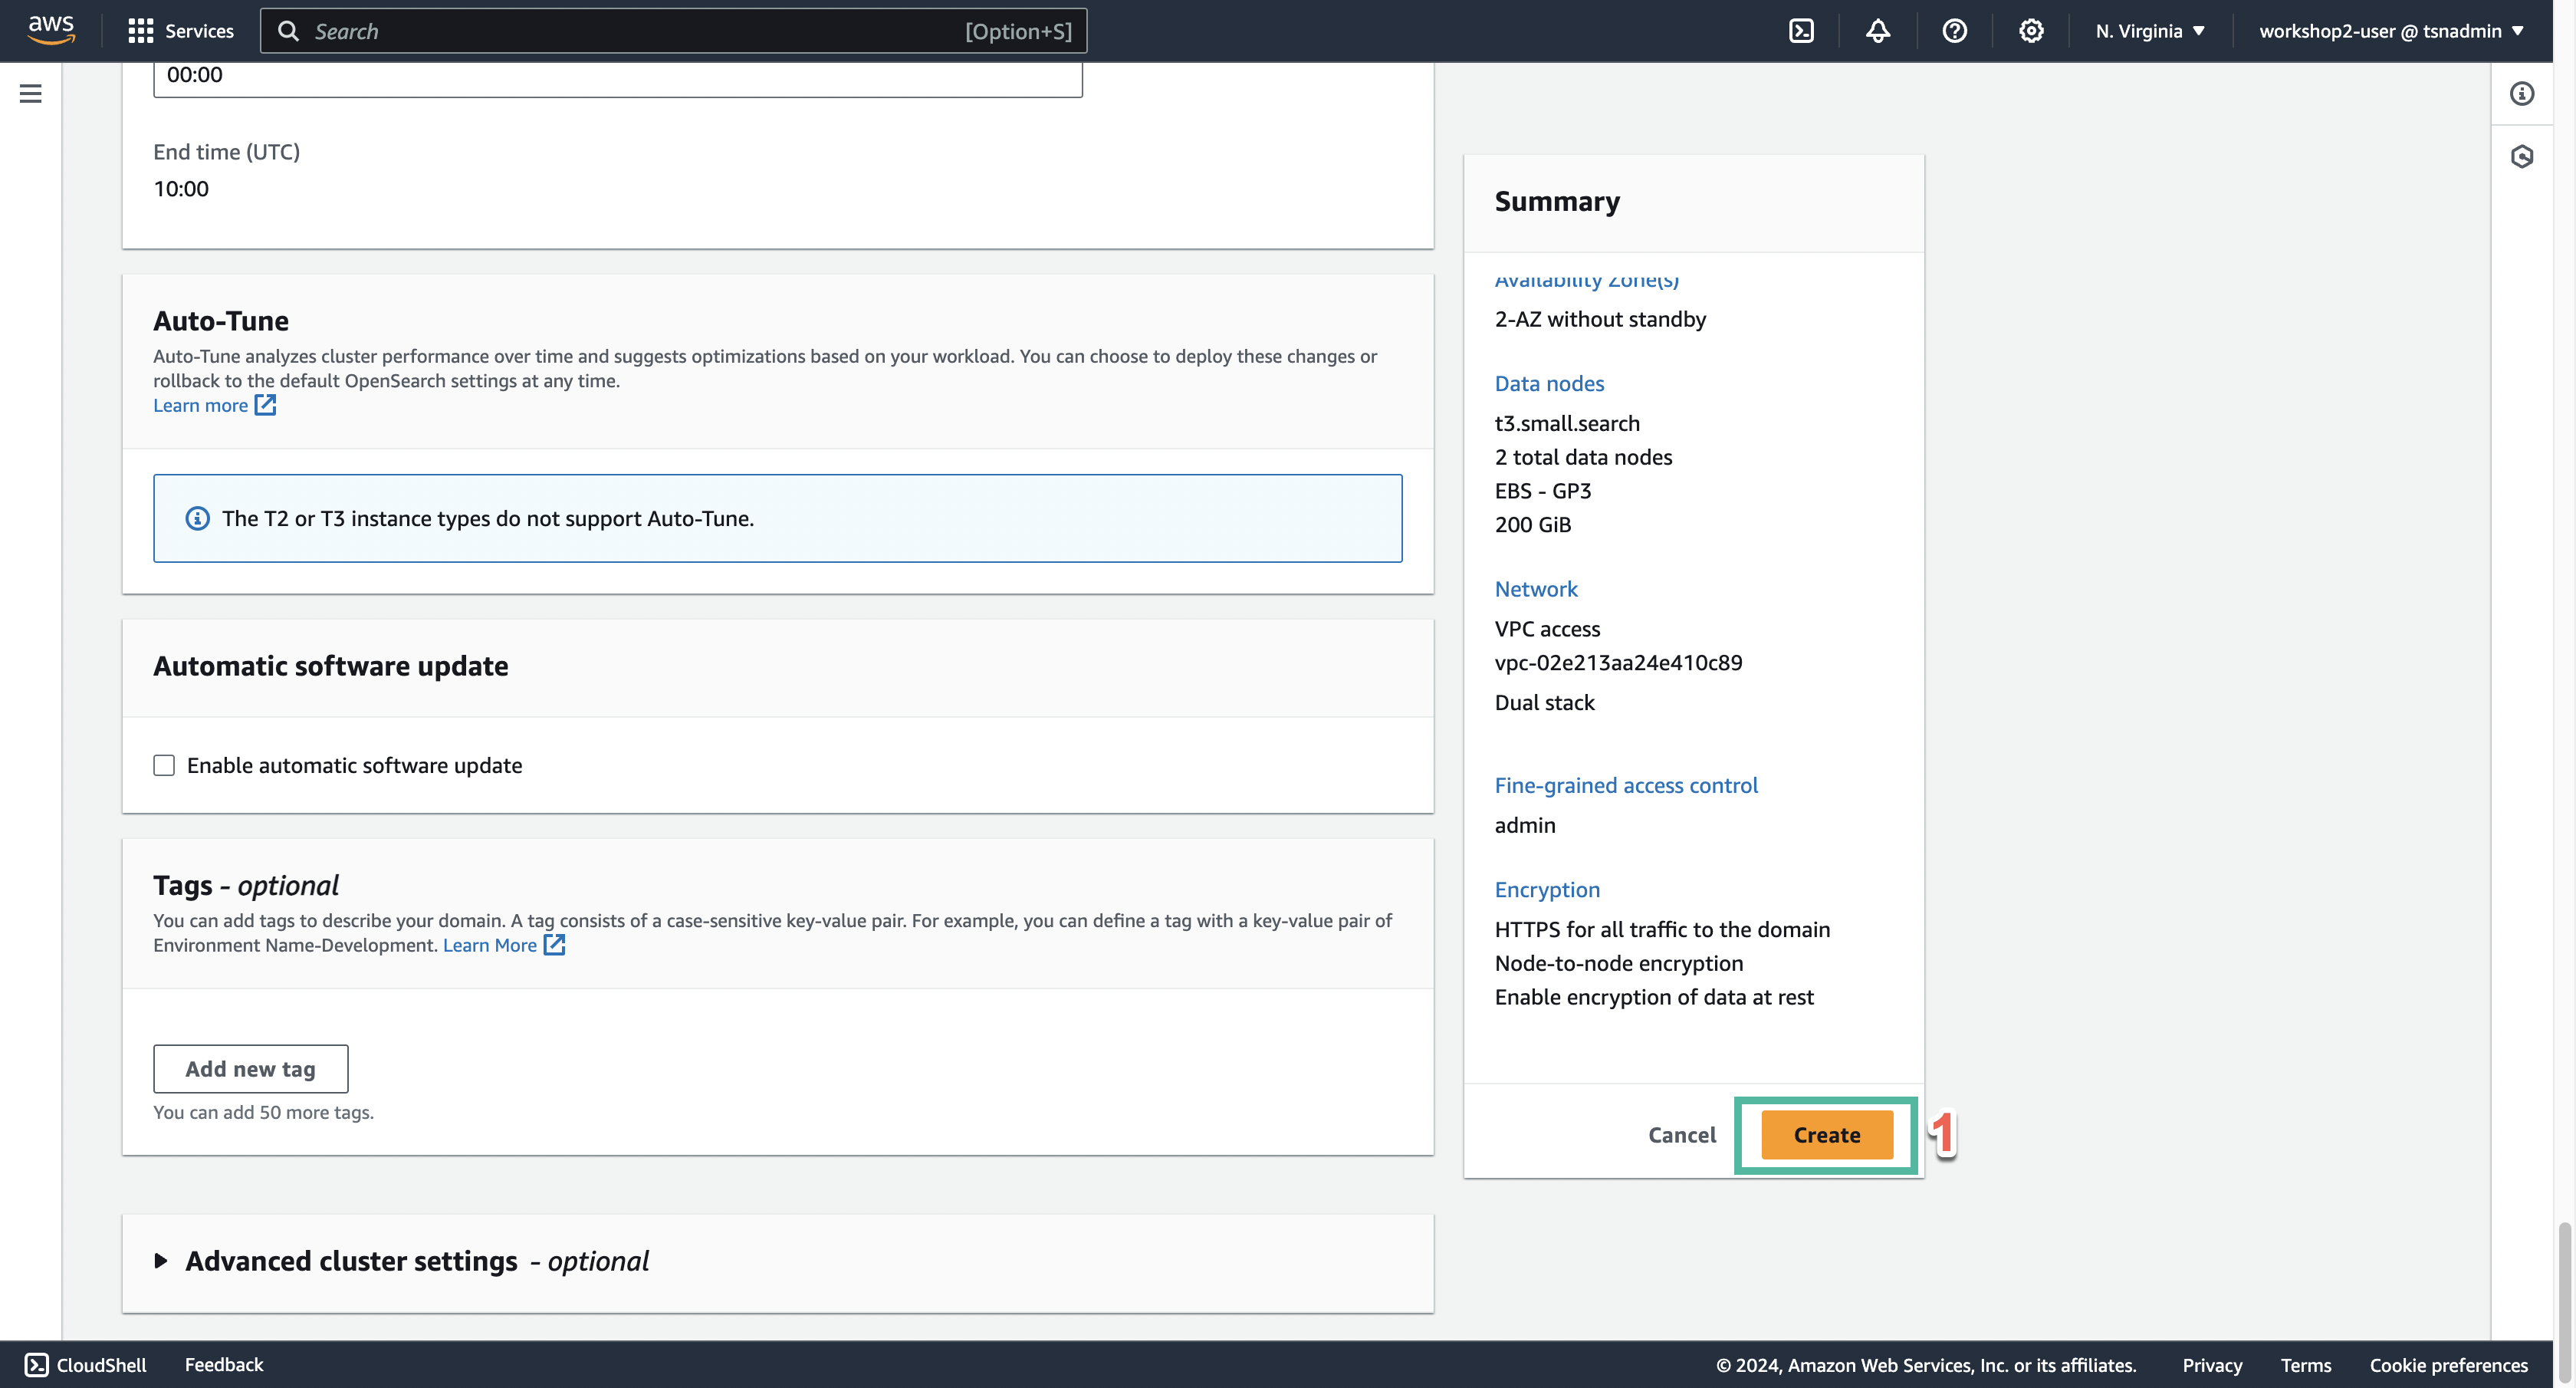 aws
Services
Search
[Option+S]
N. Virginia
workshop2-user @ tsnadmin
00:00
End time (UTC)
10:00
Auto-Tune
Auto-Tune analyzes cluster performance over time and suggests optimizations based on your workload. You can choose to deploy these changes or
rollback to the default OpenSearch settings at any time.
Learn more
The T2 or T3 instance types do not support Auto-Tune.
Automatic software update
Enable automatic software update
Tags - optional
You can add tags to describe your domain. A tag consists of a case-sensitive key-value pair. For example, you can define a tag with a key-value pair of
Environment Name-Development. Learn More
Add new tag
You can add 50 more tags.
Advanced cluster settings - optional
Summary
Availability Zone(s)
2-AZ without standby
Data nodes
t3.small.search
2 total data nodes
EBS - GP3
200 GiB
Network
VPC access
vpc-02e213aa24e410c89
Dual stack
Fine-grained access control
admin
Encryption
HTTPS for all traffic to the domain
Node-to-node encryption
Enable encryption of data at rest
Cancel
Create
1
CloudShell
Feedback
© 2024, Amazon Web Services, Inc. or its affiliates.
Privacy
Terms
Cookie preferences